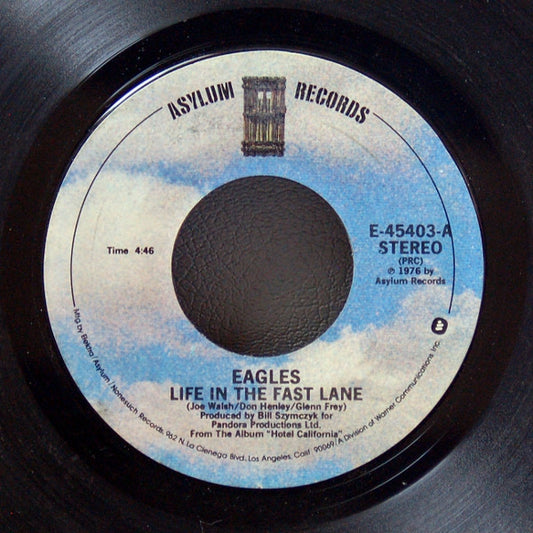 ASYLUM RECORDS
Time 4:46
E-45403-A
STEREO
(PRC)
℗ 1976 by
Asylum Records
EAGLES
LIFE IN THE FAST LANE
(Joe Walsh/Don Henley/Glenn Frey)
Produced by Bill Szymczyk for
Pandora Productions Ltd.
From The Album "Hotel California"
Mfg by Elektra/Asylum/Nonesuch Records, 962 N. La Cienega Blvd., Los Angeles, Calif. 90069/A Division of Warner Communications Inc.